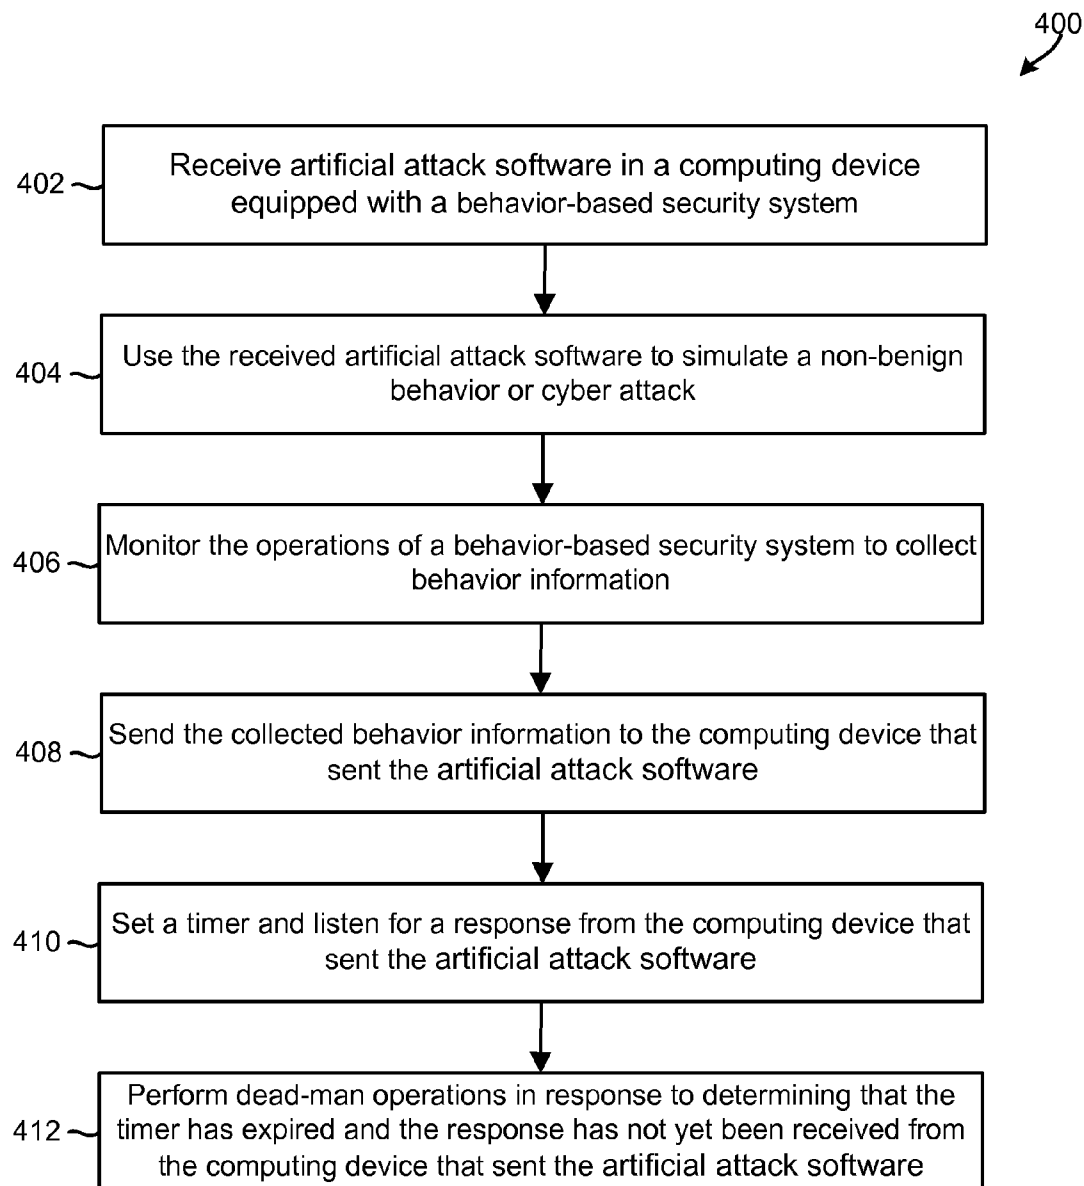 400
402
Receive artificial attack software in a computing device
equipped with a behavior-based security system
404
Use the received artificial attack software to simulate a non-benign
behavior or cyber attack
406
Monitor the operations of a behavior-based security system to collect
behavior information
408
Send the collected behavior information to the computing device that
sent the artificial attack software
410
Set a timer and listen for a response from the computing device that
sent the artificial attack software
412
Perform dead-man operations in response to determining that the
timer has expired and the response has not yet been received from
the computing device that sent the artificial attack software